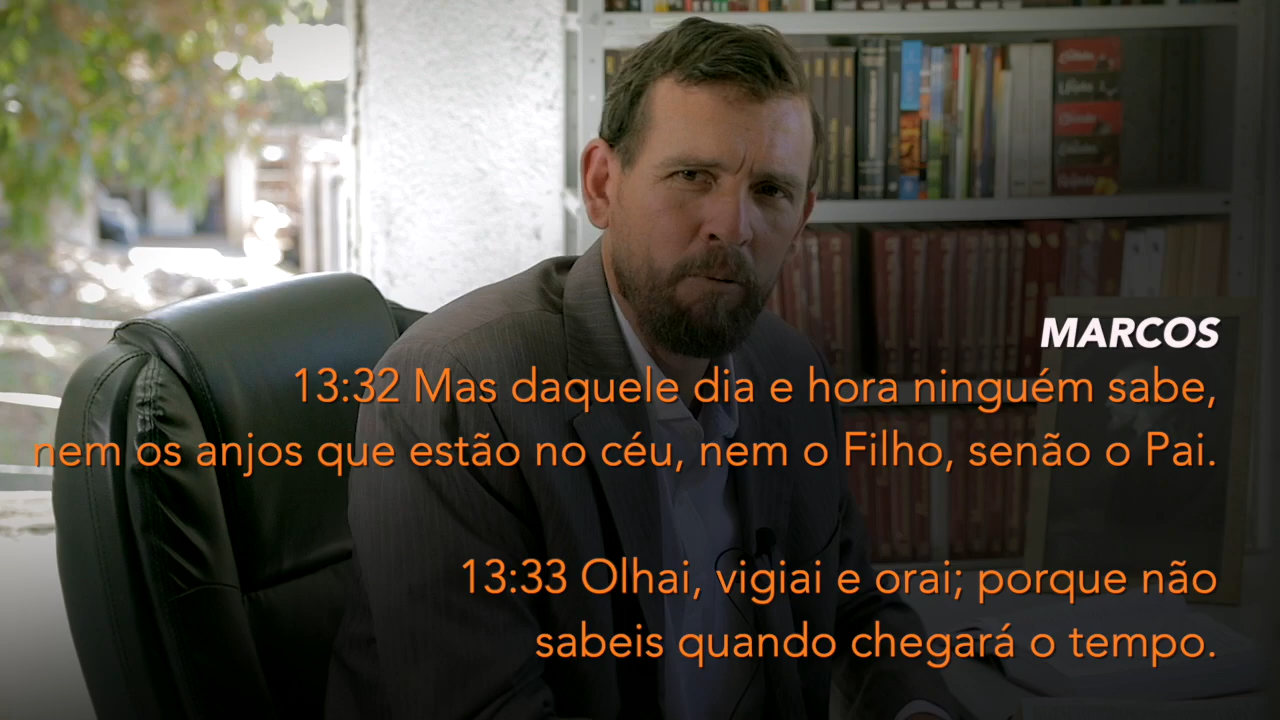 MARCOS
13:32 Mas daquele dia e hora ninguém sabe,
nem os anjos que estão no céu, nem o Filho, senão o Pai.
13:33 Olhai, vigiai e orai; porque não
sabeis quando chegará o tempo.